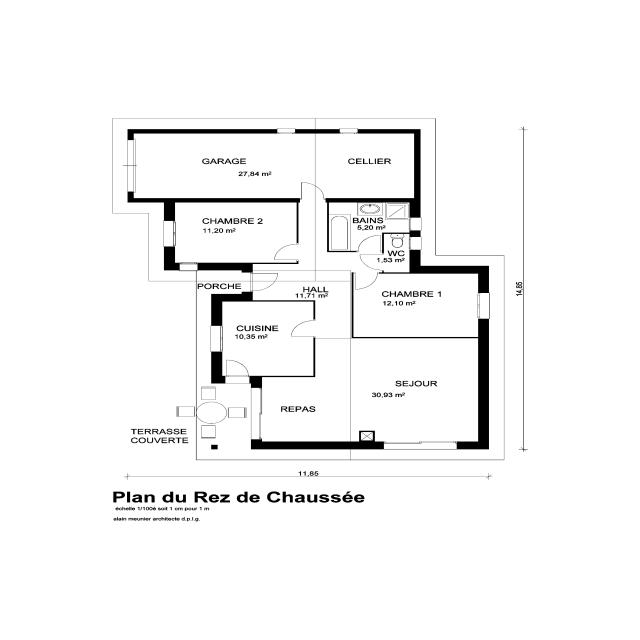 GARAGE
27,84 m²
CELLIER
CHAMBRE 2
11,20 m²
BAINS
5,20 m²
WC
1,53 m²
PORCHE
HALL
11,71 m²
CHAMBRE 1
12,10 m²
CUISINE
10,35 m²
SEJOUR
30,93 m²
REPAS
TERRASSE
COUVERTE
14.85
11,85
Plan du Rez de Chaussée
échelle 1/100è soit 1 cm pour 1 m
alain meunier architecte d.p.l.g.